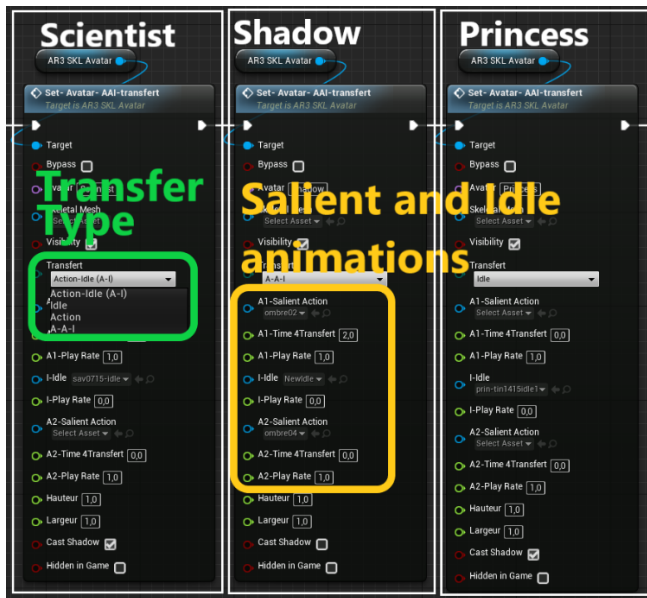 Scientist
AR3 SKL Avatar
Set- Avatar- AAI-transfert
Target is AR3 SKL Avatar
Target
Bypass
Avatar Scientist
Skeletal Mesh
Select Asset
Visibility
Transfer
Type
Transfert
Action-Idle (A-I)
Action-Idle (A-I)
Idle
Action
A-A-I
A1-Play Rate 1,0
I-Idle sav0715-idle
I-Play Rate 0,0
A2-Salient Action
Select Asset
A2-Time 4Transfert 0,0
A2-Play Rate 1,0
Hauteur 1,0
Largeur 1,0
Cast Shadow
Hidden in Game
Shadow
AR3 SKL Avatar
Set- Avatar- AAI-transfert
Target is AR3 SKL Avatar
Target
Bypass
Avatar Shadow
Select Asset
Visibility
Salient and Idle
animations
A-A-I
A1-Salient Action
ombre02
A1-Time 4Transfert 2,0
A1-Play Rate 1,0
I-Idle NewIdle
I-Play Rate 0,0
A2-Salient Action
ombre04
A2-Time 4Transfert 0,0
A2-Play Rate 1,0
Hauteur 1,0
Largeur 1,0
Cast Shadow
Hidden in Game
Princess
AR3 SKL Avatar
Set- Avatar- AAI-transfert
Target is AR3 SKL Avatar
Target
Bypass
Avatar Princess
Skeletal Mesh
Select Asset
Visibility
Transfert
Idle
A1-Salient Action
Select Asset
A1-Time 4Transfert 0,0
A1-Play Rate 1,0
I-Idle
prin-tin1415idle1
I-Play Rate 0,0
A2-Salient Action
Select Asset
A2-Time 4Transfert 0,0
A2-Play Rate 1,0
Hauteur 1,0
Largeur 1,0
Cast Shadow
Hidden in Game